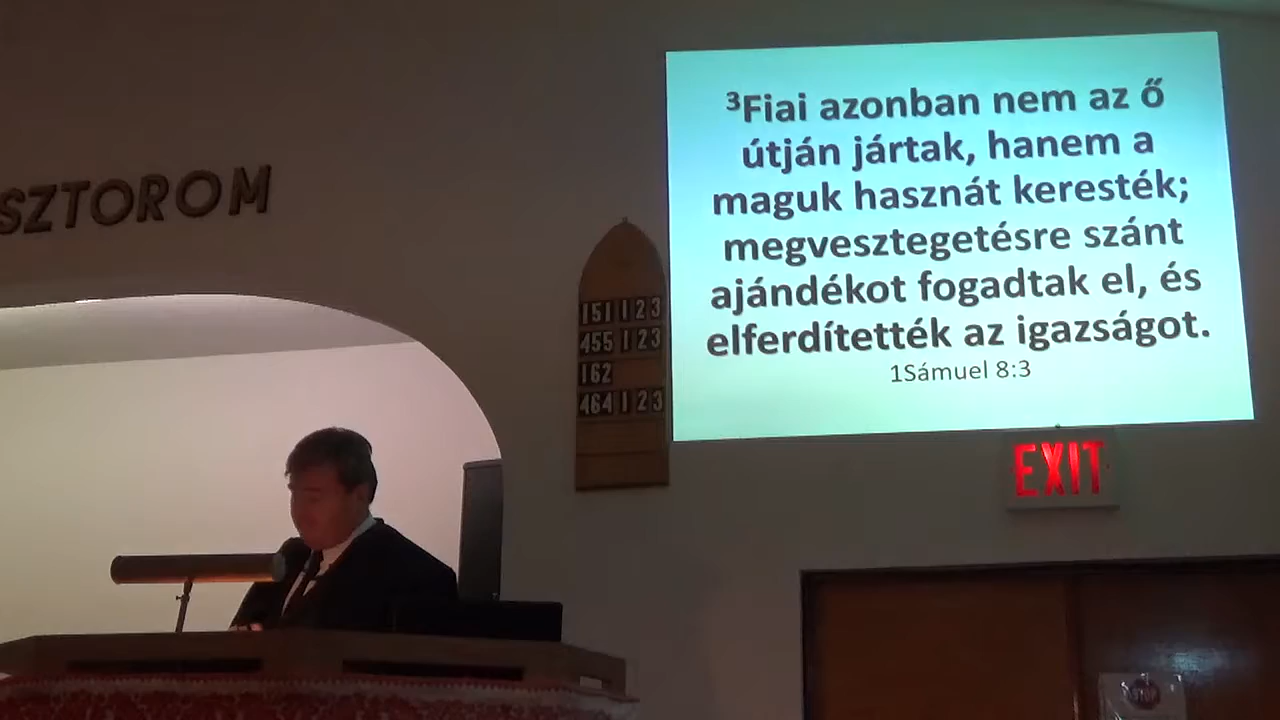 SZTOROM
³Fiai azonban nem az ő
útján jártak, hanem a
maguk hasznát keresték;
megvesztegetésre szánt
ajándékot fogadtak el, és
elferdítették az igazságot.
1Sámuel 8:3
151 1 2 3
455 1 2 3
162
464 1 2 3
EXIT
STOP